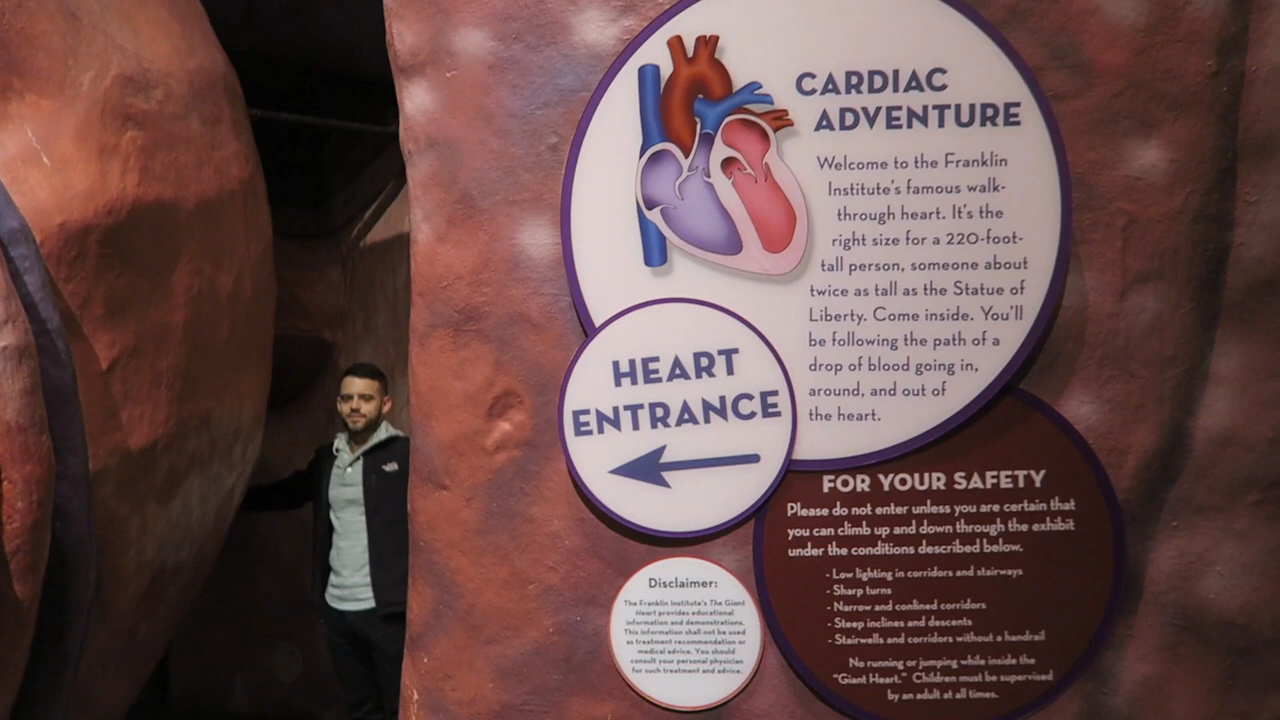 CARDIAC
ADVENTURE
Welcome to the Franklin
Institute's famous walk-
through heart. It's the
right size for a 220-foot-
tall person, someone about
twice as tall as the Statue of
Liberty. Come inside. You'll
be following the path of a
drop of blood going in,
around, and out of
the heart.
HEART
ENTRANCE
FOR YOUR SAFETY
Please do not enter unless you are certain that
you can climb up and down through the exhibit
under the conditions described below.
- Low lighting in corridors and stairways
- Sharp turns
- Narrow and confined corridors
- Steep inclines and descents
- Stairwells and corridors without a handrail
No running or jumping while inside the
"Giant Heart." Children must be supervised
by an adult at all times.
Disclaimer:
The Franklin Institute's The Giant
Heart provides educational
information and demonstrations.
This information shall not be used
as treatment recommendation or
medical advice. You should
consult your personal physician
for such treatment and advice.